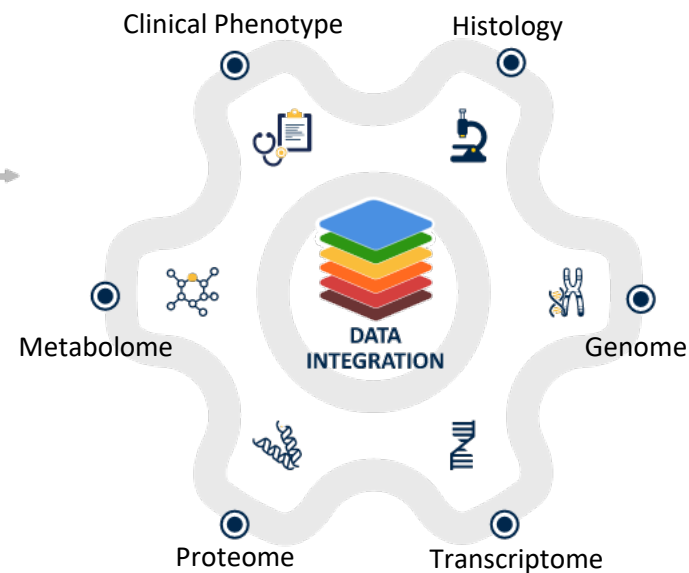 Clinical Phenotype
Histology
Metabolome
DATA
INTEGRATION
Genome
Proteome
Transcriptome